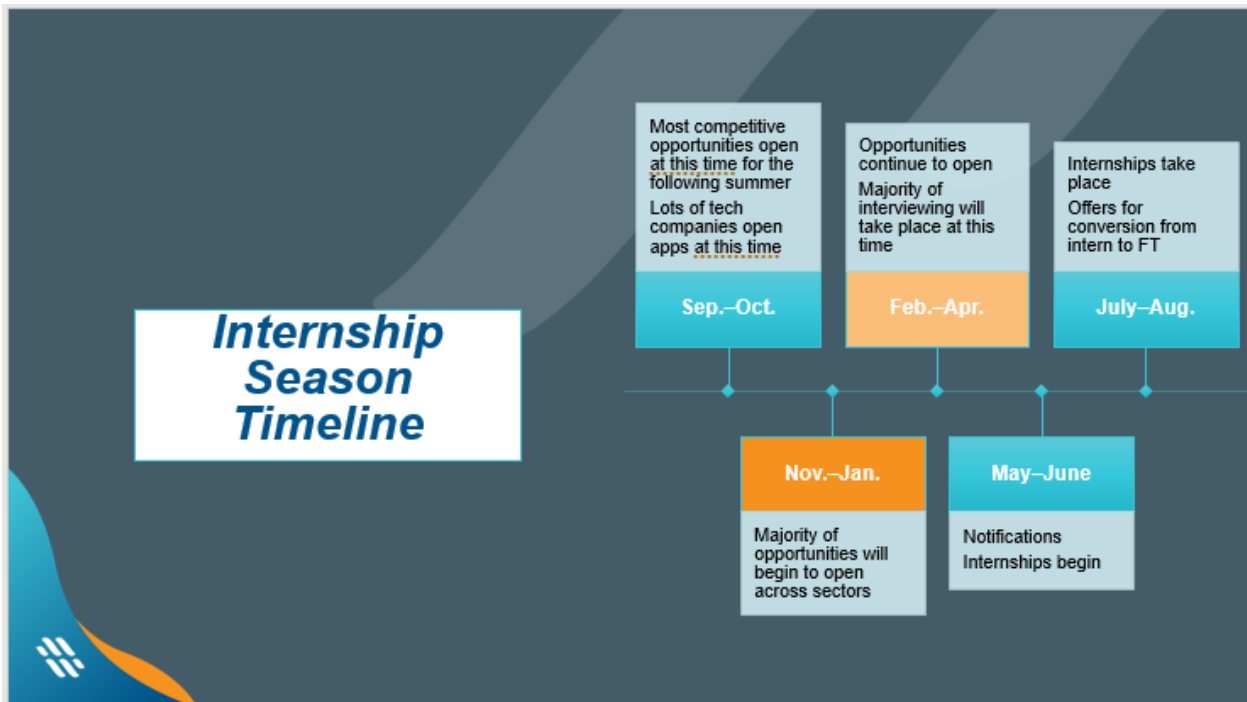 Internship
Season
Timeline
Most competitive
opportunities open
at this time for the
following summer
Lots of tech
companies open
apps at this time
Sep.–Oct.
Nov.–Jan.
Majority of
opportunities will
begin to open
across sectors
Opportunities
continue to open
Majority of
interviewing will
take place at this
time
Feb.–Apr.
May–June
Notifications
Internships begin
Internships take
place
Offers for
conversion from
intern to FT
July–Aug.